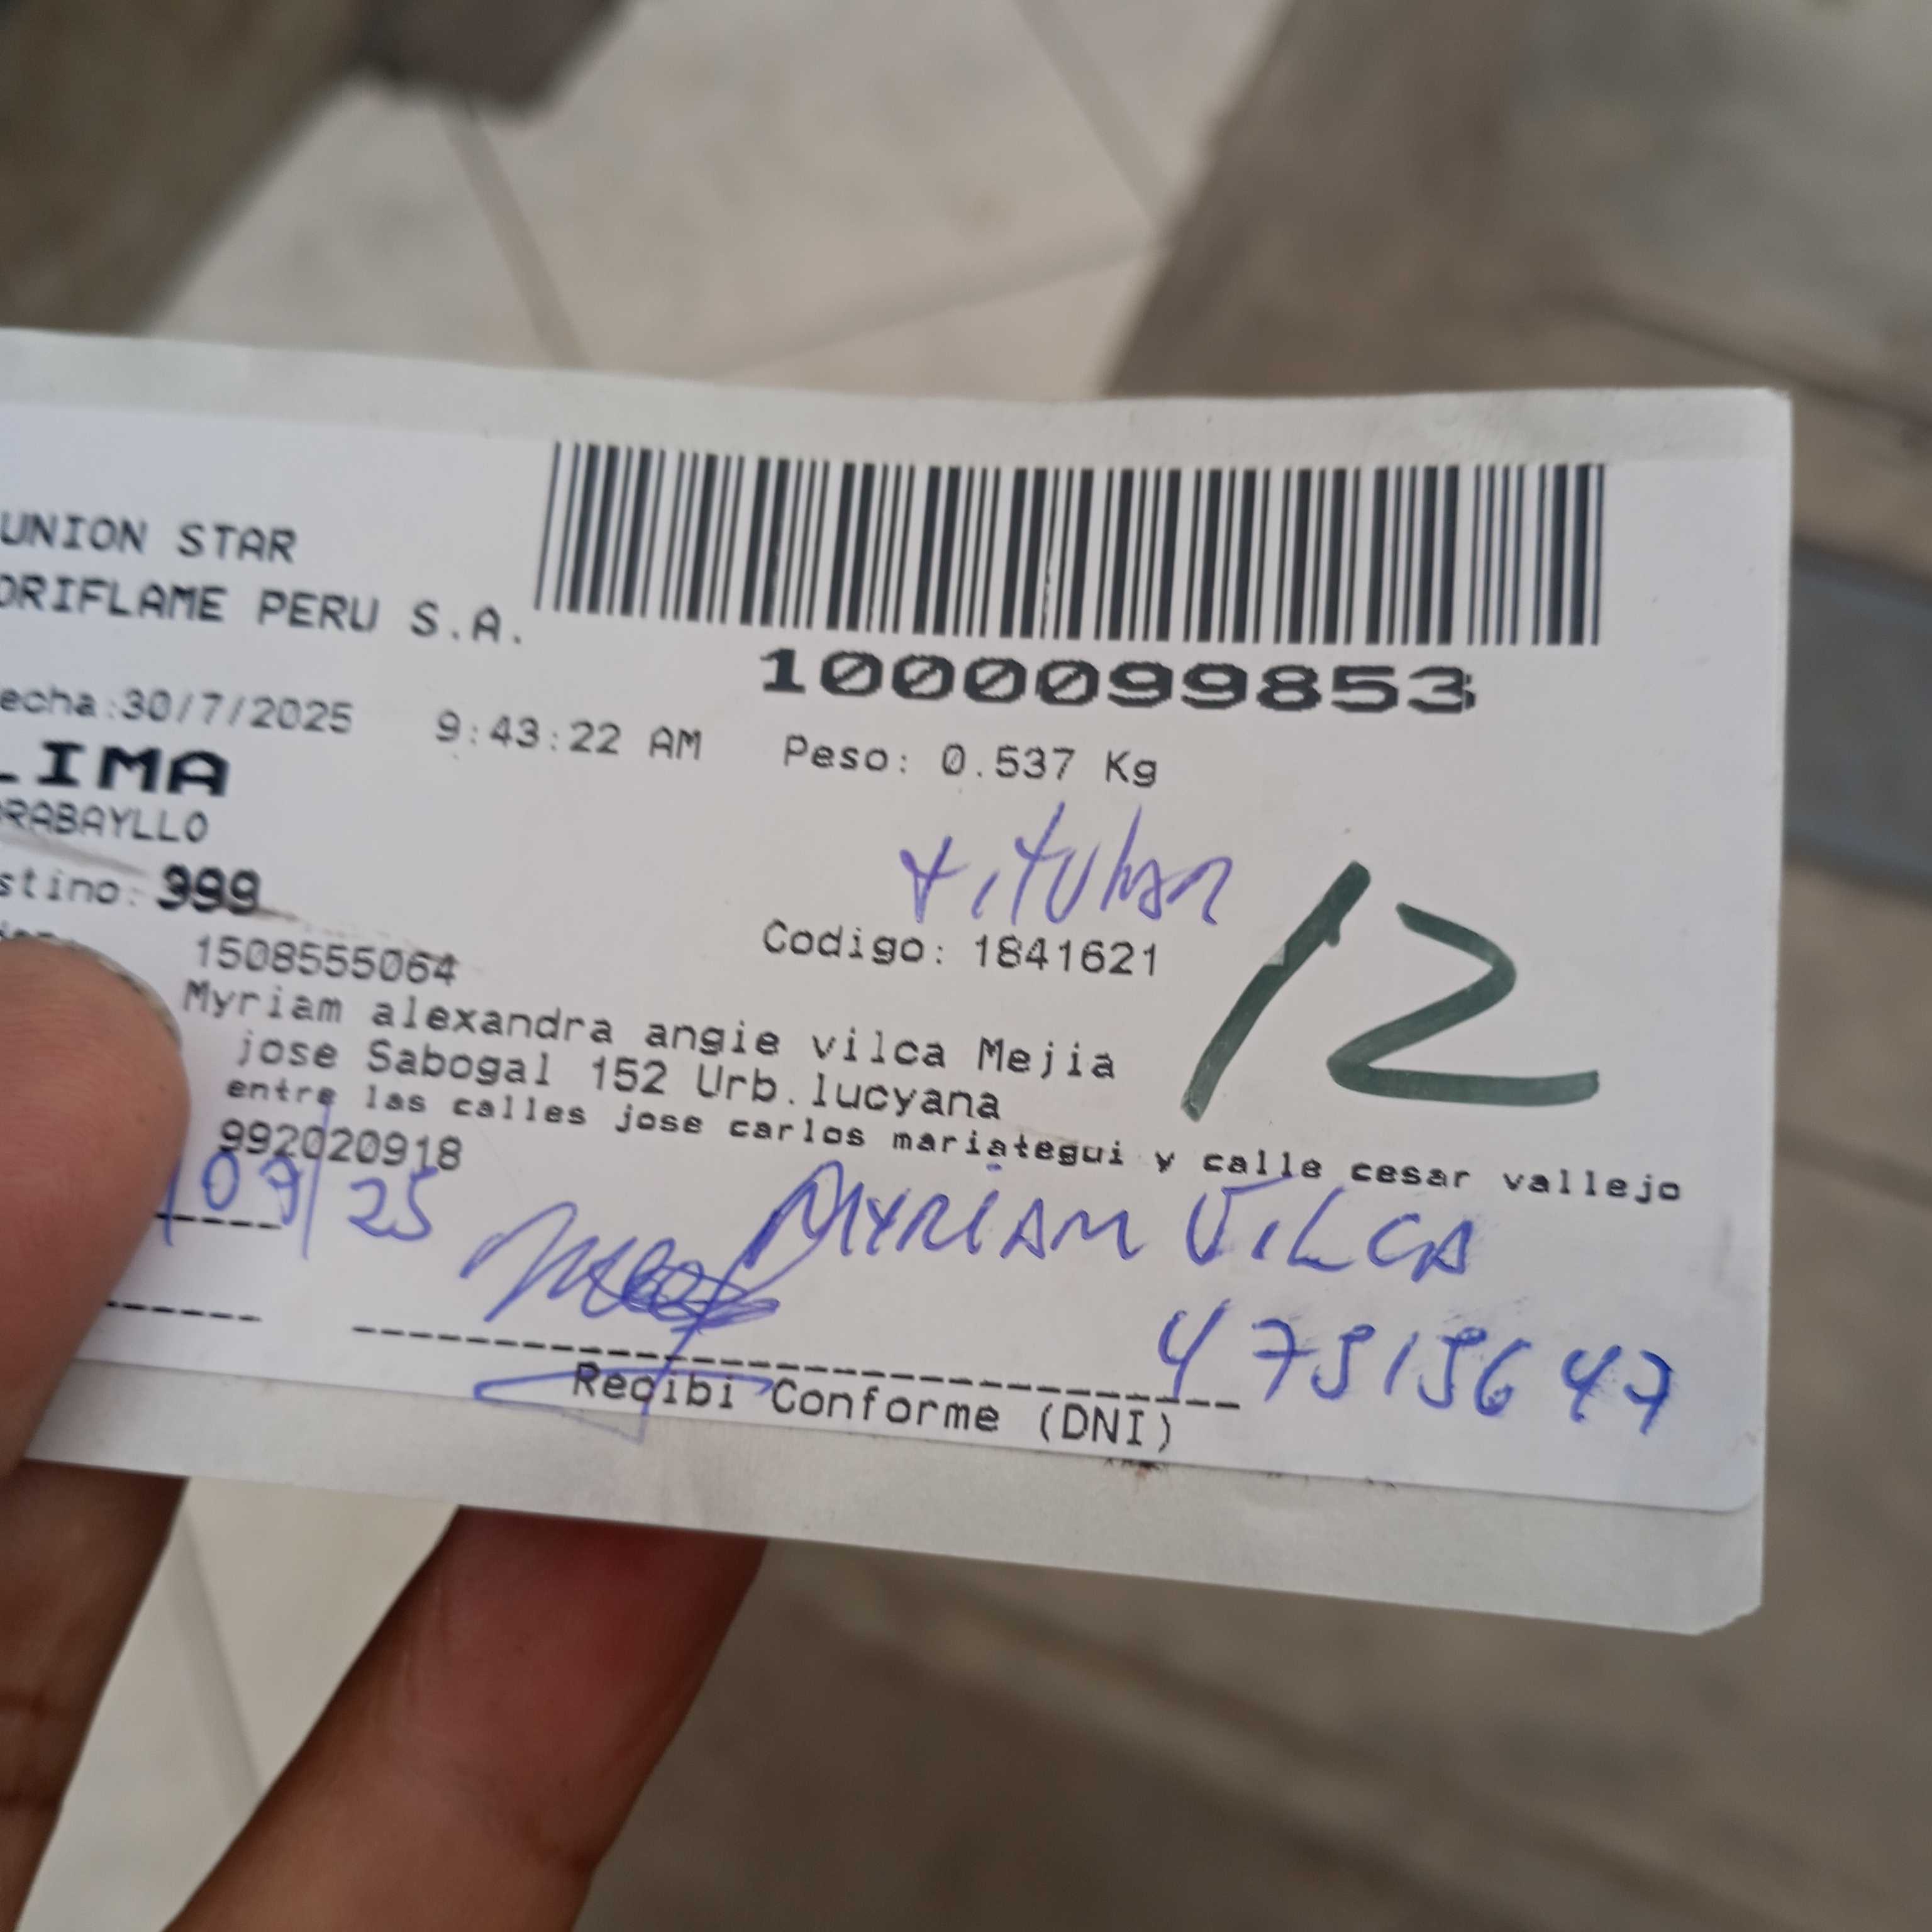 UNION STAR
ORIFLAME PERU S.A.
1000099853
echa:30/7/2025 9:43:22 AM Peso: 0.537 Kg
LIMA
RABAYLLO
titular
stino: 999
12
1508555064 Codigo: 1841621
Myriam alexandra angie vilca Mejia
jose Sabogal 152 Urb.lucyana
entre las calles jose carlos mariategui y calle cesar vallejo
992020918
/ 07/ 25 MYRIAM VILCA
47515647
Recibi Conforme (DNI)